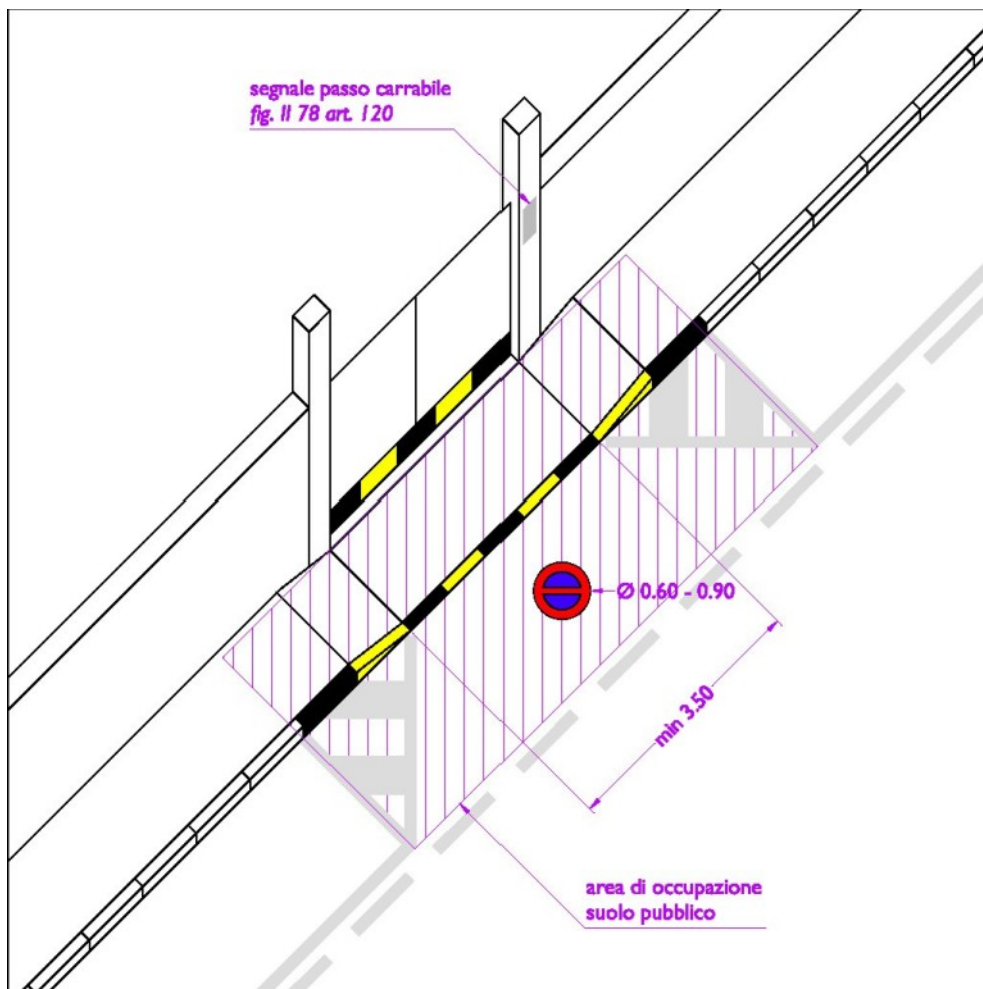 segnale passo carrabile
fig. II 78 art. 120
Ø 0.60 - 0.90
min 3.50
area di occupazione
suolo pubblico